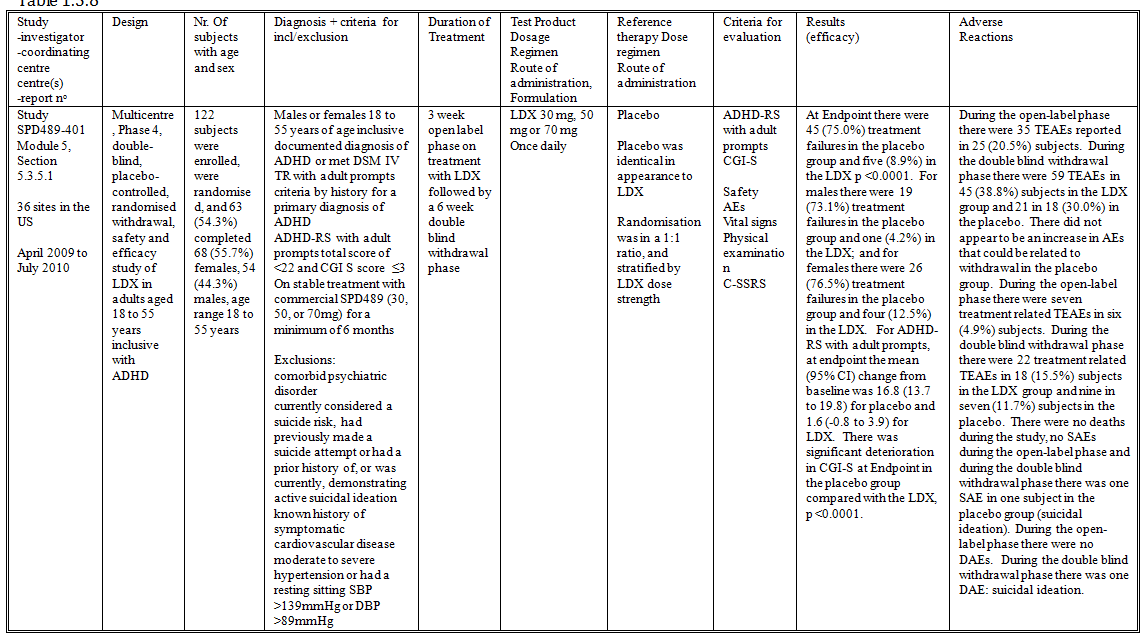 Table 1.3.8
Study
-investigator
-coordinating
centre
centre(s)
-report nº
Design
Nr. Of
subjects
with age
and sex
Diagnosis + criteria for
incl/exclusion
Duration of
Treatment
Test Product
Dosage
Regimen
Route of
administration,
Formulation
Reference
therapy Dose
regimen
Route of
administration
Criteria for
evaluation
Results
(efficacy)
Adverse
Reactions
Study
SPD489-401
Module 5,
Section
5.3.5.1
36 sites in the
US
April 2009 to
July 2010
Multicentre
, Phase 4,
double-
blind,
placebo-
controlled,
randomised
withdrawal,
safety and
efficacy
study of
LDX in
adults aged
18 to 55
years
inclusive
with
ADHD
122
subjects
were
enrolled,
were
randomise
d, and 63
(54.3%)
completed
68 (55.7%)
females, 54
(44.3%)
males, age
range 18 to
55 years
Males or females 18 to
55 years of age inclusive
documented diagnosis of
ADHD or met DSM IV
TR with adult prompts
criteria by history for a
primary diagnosis of
ADHD
ADHD-RS with adult
prompts total score of
<22 and CGI S score ≤3
On stable treatment with
commercial SPD489 (30,
50, or 70mg) for a
minimum of 6 months
Exclusions:
comorbid psychiatric
disorder
currently considered a
suicide risk, had
previously made a
suicide attempt or had a
prior history of, or was
currently, demonstrating
active suicidal ideation
known history of
symptomatic
cardiovascular disease
moderate to severe
hypertension or had a
resting sitting SBP
>139mmHg or DBP
>89mmHg
3 week
open label
phase on
treatment
with LDX
followed by
a 6 week
double
blind
withdrawal
phase
LDX 30 mg, 50
mg or 70 mg
Once daily
Placebo
Placebo was
identical in
appearance to
LDX
Randomisation
was in a 1:1
ratio, and
stratified by
LDX dose
strength
ADHD-RS
with adult
prompts
CGI-S
Safety
AEs
Vital signs
Physical
examinatio
n
C-SSRS
At Endpoint there were
45 (75.0%) treatment
failures in the placebo
group and five (8.9%) in
the LDX p <0.0001. For
males there were 19
(73.1%) treatment
failures in the placebo
group and one (4.2%) in
the LDX; and for
females there were 26
(76.5%) treatment
failures in the placebo
group and four (12.5%)
in the LDX. For ADHD-
RS with adult prompts,
at endpoint the mean
(95% CI) change from
baseline was 16.8 (13.7
to 19.8) for placebo and
1.6 (-0.8 to 3.9) for
LDX. There was
significant deterioration
in CGI-S at Endpoint in
the placebo group
compared with the LDX,
p <0.0001.
During the open-label phase
there were 35 TEAEs reported
in 25 (20.5%) subjects. During
the double blind withdrawal
phase there were 59 TEAEs in
45 (38.8%) subjects in the LDX
group and 21 in 18 (30.0%) in
the placebo. There did not
appear to be an increase in AEs
that could be related to
withdrawal in the placebo
group. During the open-label
phase there were seven
treatment related TEAEs in six
(4.9%) subjects. During the
double blind withdrawal phase
there were 22 treatment related
TEAEs in 18 (15.5%) subjects
in the LDX group and nine in
seven (11.7%) subjects in the
placebo. There were no deaths
during the study, no SAEs
during the open-label phase and
during the double blind
withdrawal phase there was one
SAE in one subject in the
placebo group (suicidal
ideation). During the open-
label phase there were no
DAEs. During the double blind
withdrawal phase there was one
DAE: suicidal ideation.